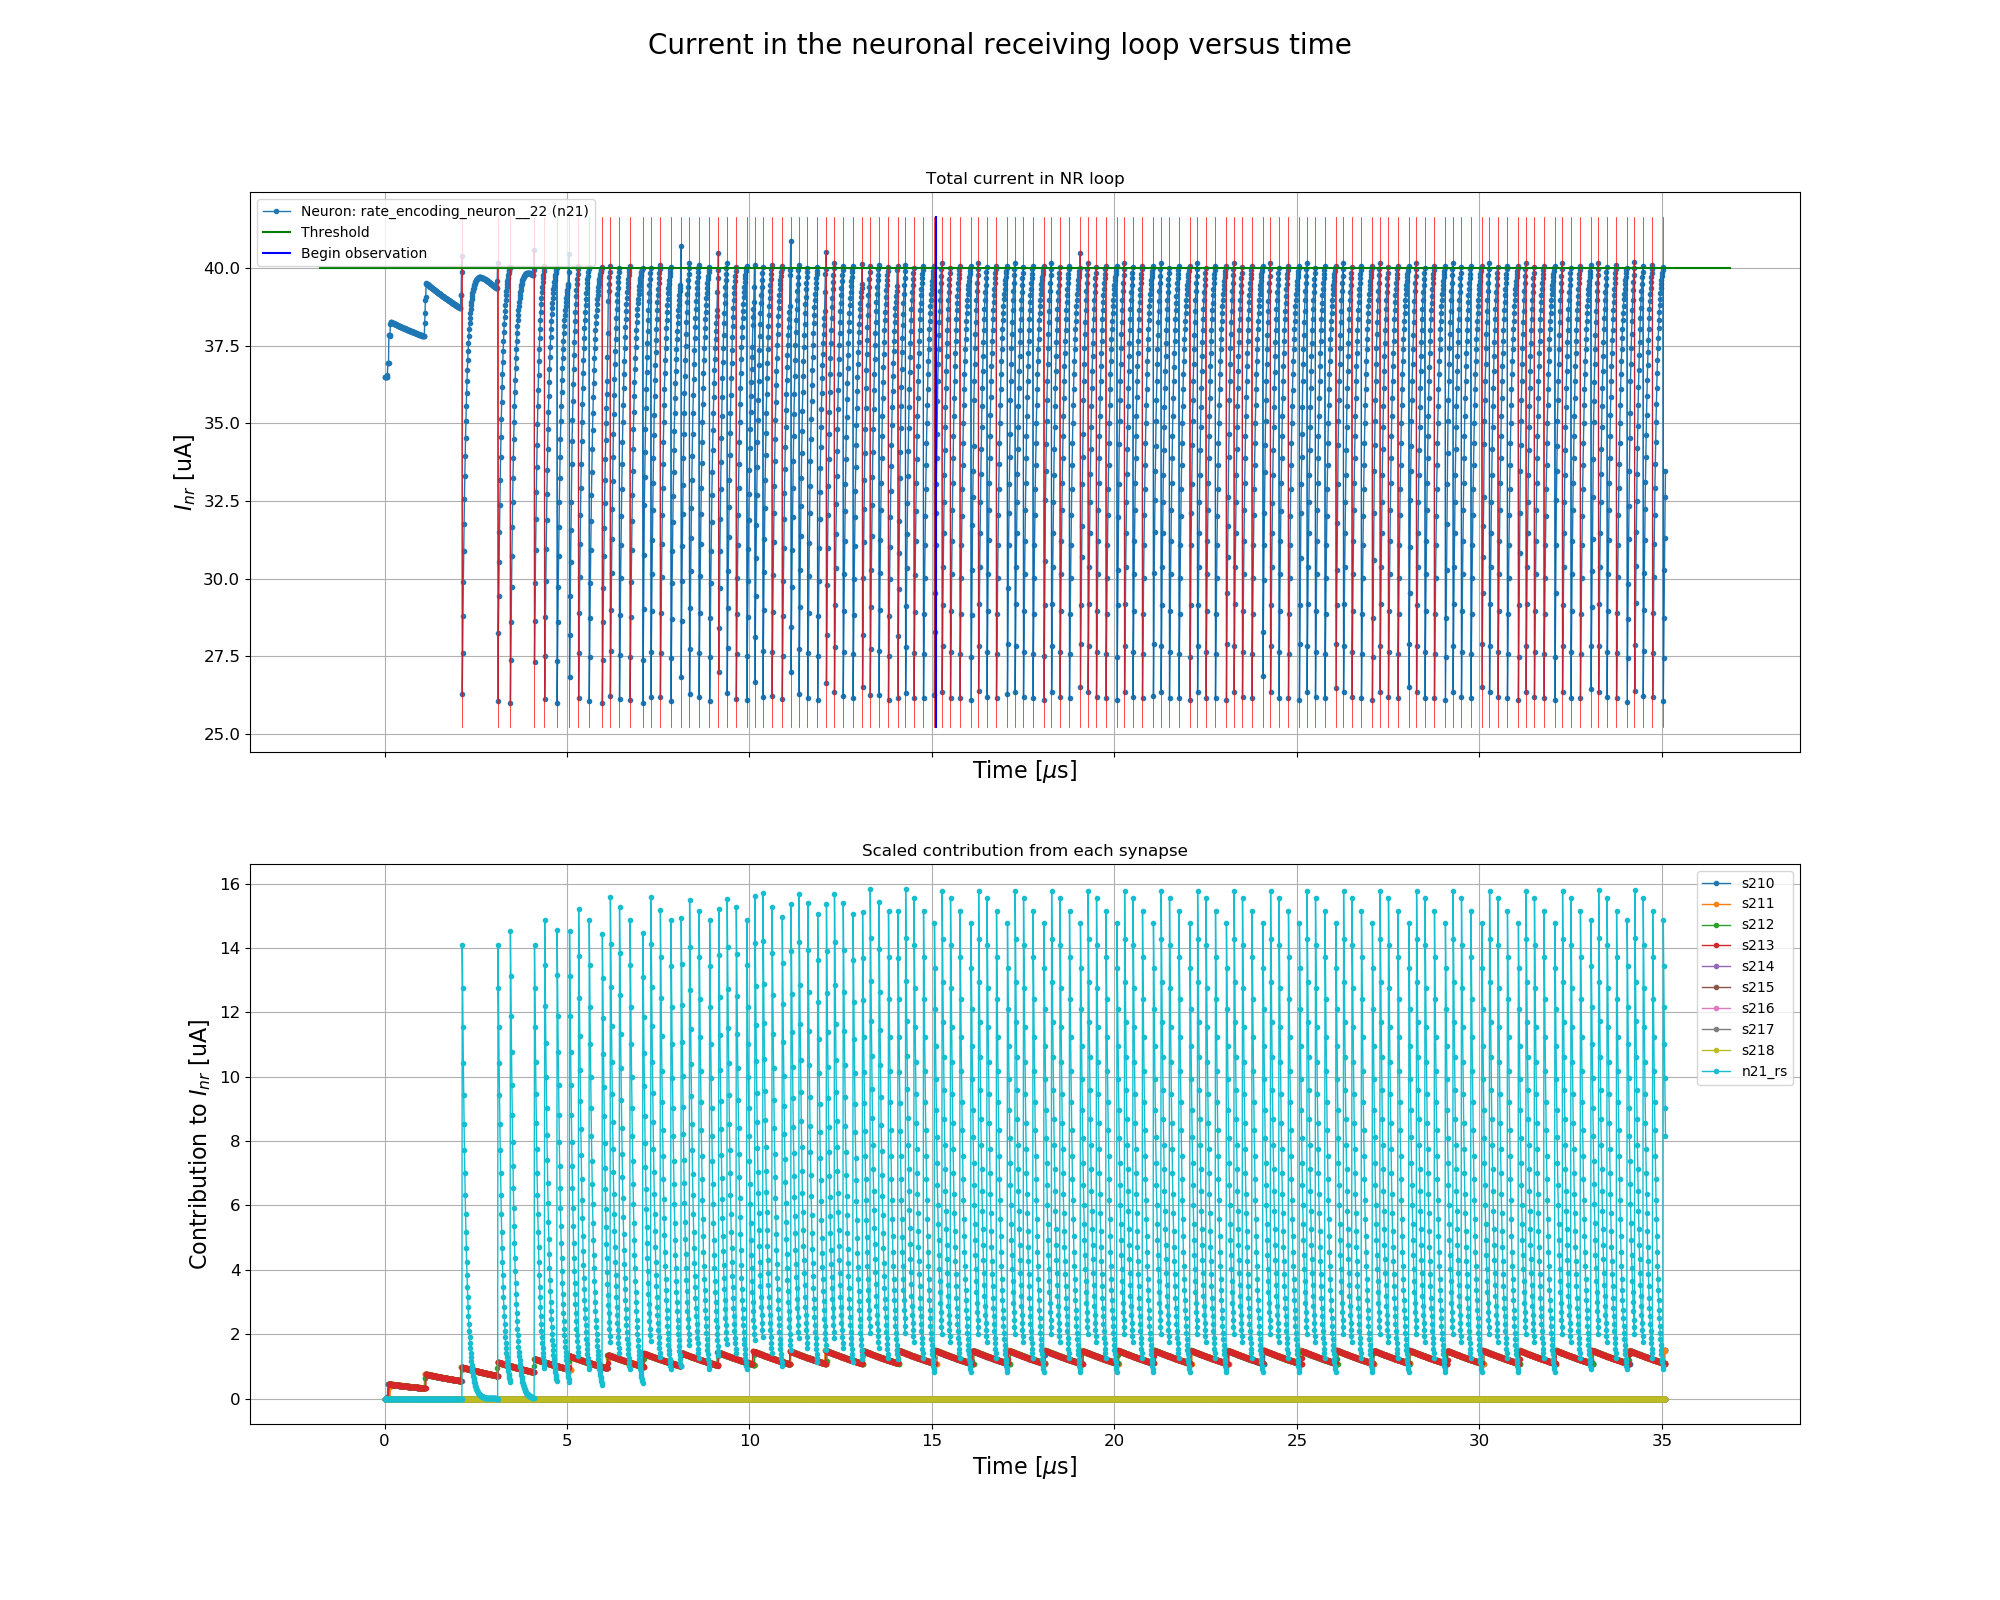 Current in the neuronal receiving loop versus time
Total current in NR loop
Neuron: rate_encoding_neuron__22 (n21)
Threshold
Begin observation
40.0
37.5
35.0
32.5
30.0
27.5
25.0
I_nr [uA]
Time [μs]
Scaled contribution from each synapse
s210
s211
s212
s213
s214
s215
s216
s217
s218
n21_rs
16
14
12
10
8
6
4
2
0
Contribution to I_nr [uA]
0 5 10 15 20 25 30 35
Time [μs]